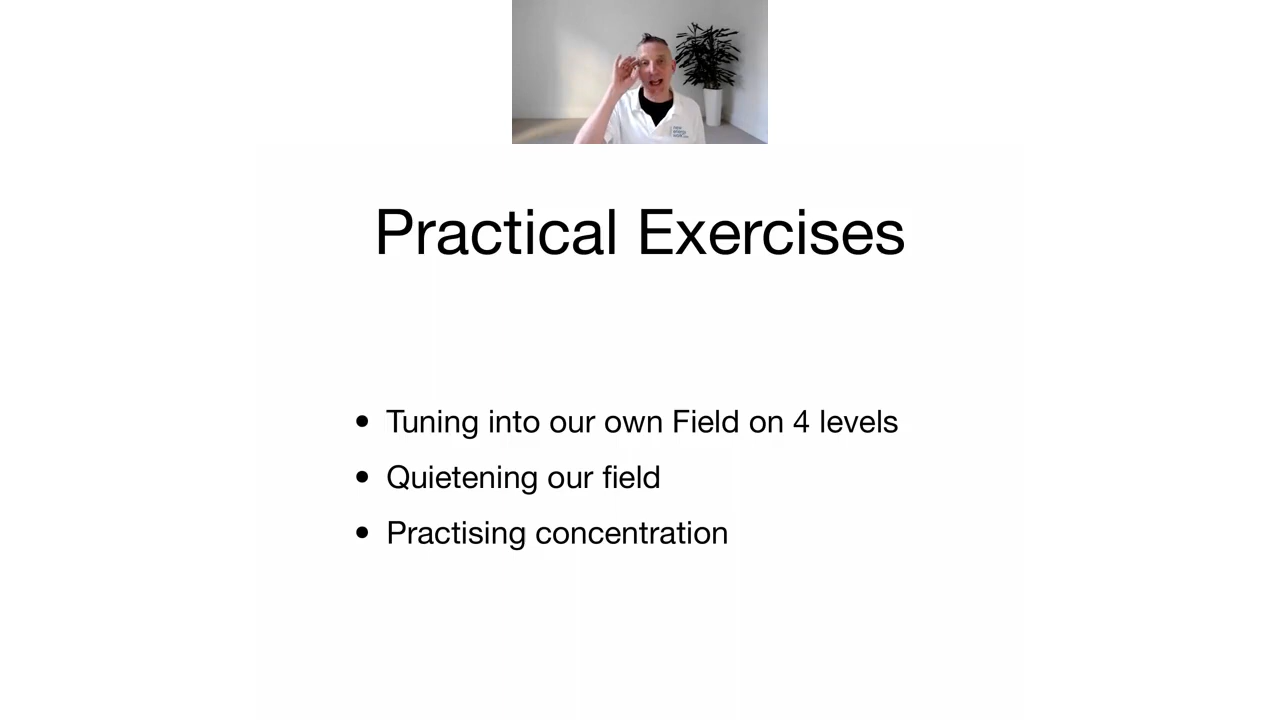 Practical Exercises
• Tuning into our own Field on 4 levels
• Quietening our field
• Practising concentration